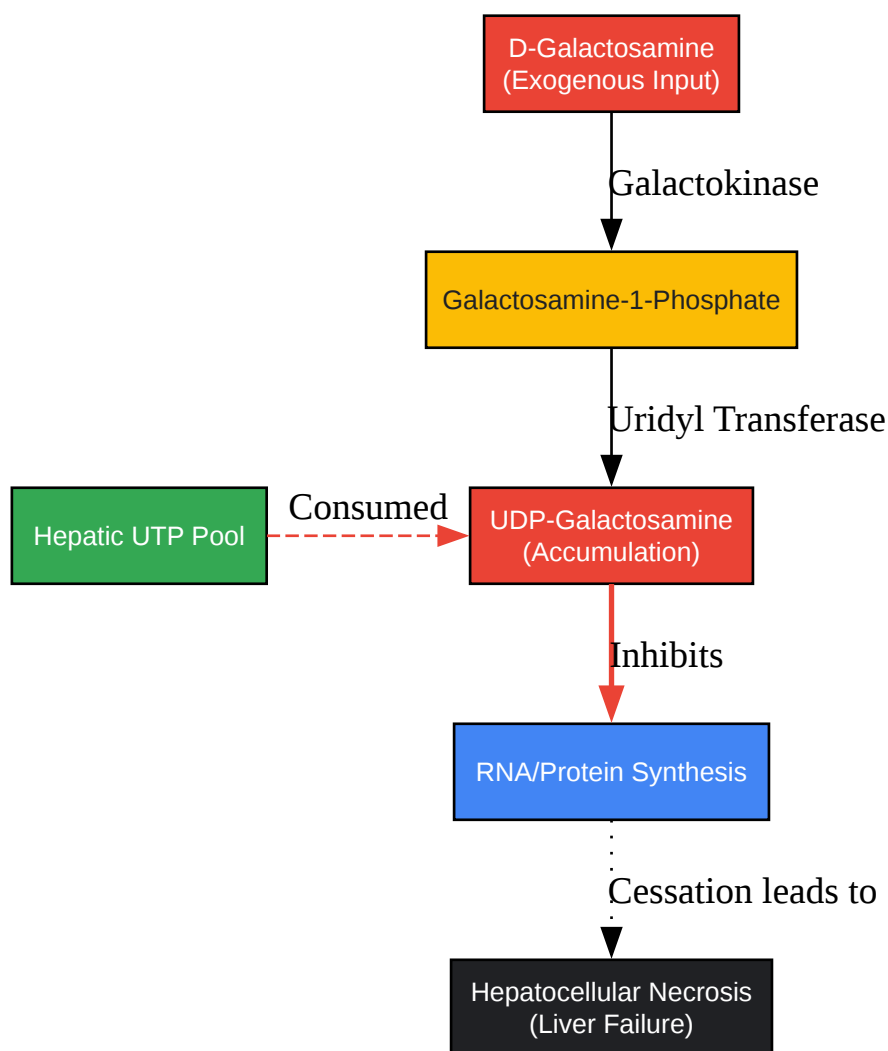 D-Galactosamine
(Exogenous Input)
Galactokinase
Galactosamine-1-Phosphate
Uridyl Transferase
Hepatic UTP Pool
Consumed
UDP-Galactosamine
(Accumulation)
Inhibits
RNA/Protein Synthesis
Cessation leads to
Hepatocellular Necrosis
(Liver Failure)